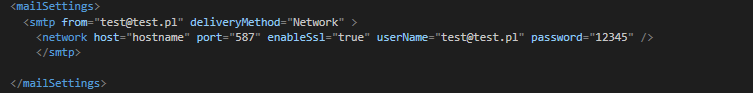 <mailSettings>
<smtp from="test@test.pl" deliveryMethod="Network" >
<network host="hostname" port="587" enableSsl="true" userName="test@test.pl" password="12345" />
</smtp>
</mailSettings>